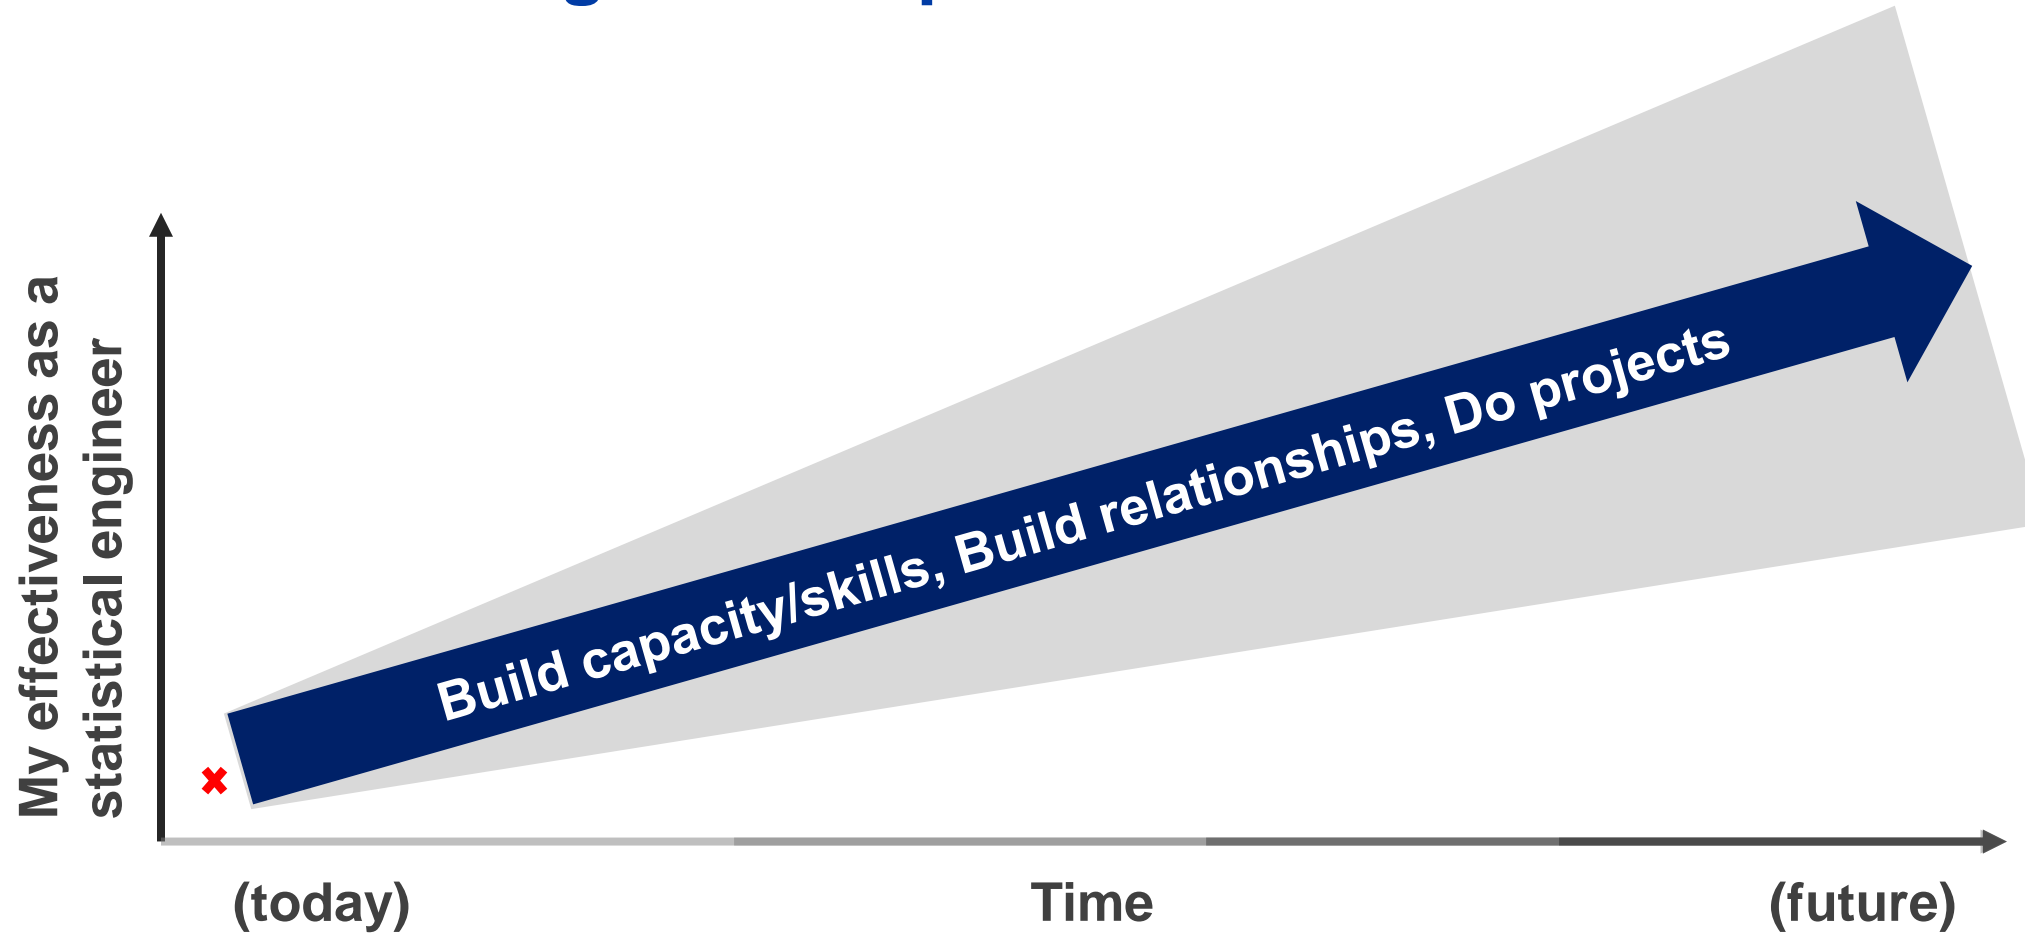 My effectiveness as a
statistical engineer
Build capacity/skills, Build relationships, Do projects
(today)
Time
(future)